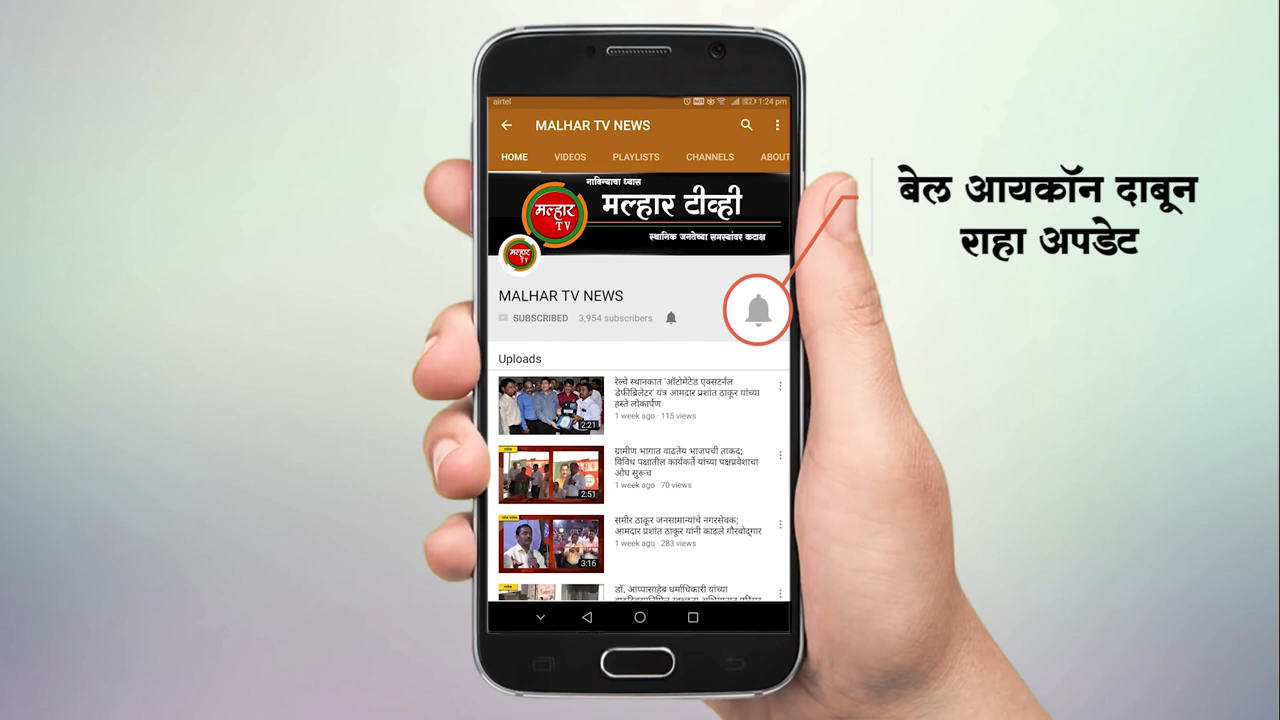 airtel 1:24 pm
MALHAR TV NEWS
HOME VIDEOS PLAYLISTS CHANNELS ABOUT
नाविन्याचा ध्यास
मल्हार टीव्ही
स्थानिक जनतेच्या समस्यांवर कटाक्ष
मल्हार
TV
मल्हार
TV
बेल आयकॉन दाबून
राहा अपडेट
MALHAR TV NEWS
SUBSCRIBED 3,954 subscribers
Uploads
रेल्वे स्थानकात 'ऑटोमेटेड एक्सटर्नल
डेफीब्रिलेटर' यंत्र आमदार प्रशांत ठाकूर यांच्या
हस्ते लोकार्पण
1 week ago · 115 views
2:21
ग्रामीण भागात वाढतेय भाजपची ताकद;
विविध पक्षातील कार्यकर्ते यांच्या पक्षप्रवेशाचा
ओघ सुरूच
1 week ago · 70 views
2:51
समीर ठाकूर जनसामान्यांचे नगरसेवक;
आमदार प्रशांत ठाकूर यांनी काढले गौरवोद्गार
1 week ago · 283 views
3:16
डॉ. आप्पासाहेब धर्माधिकारी यांच्या